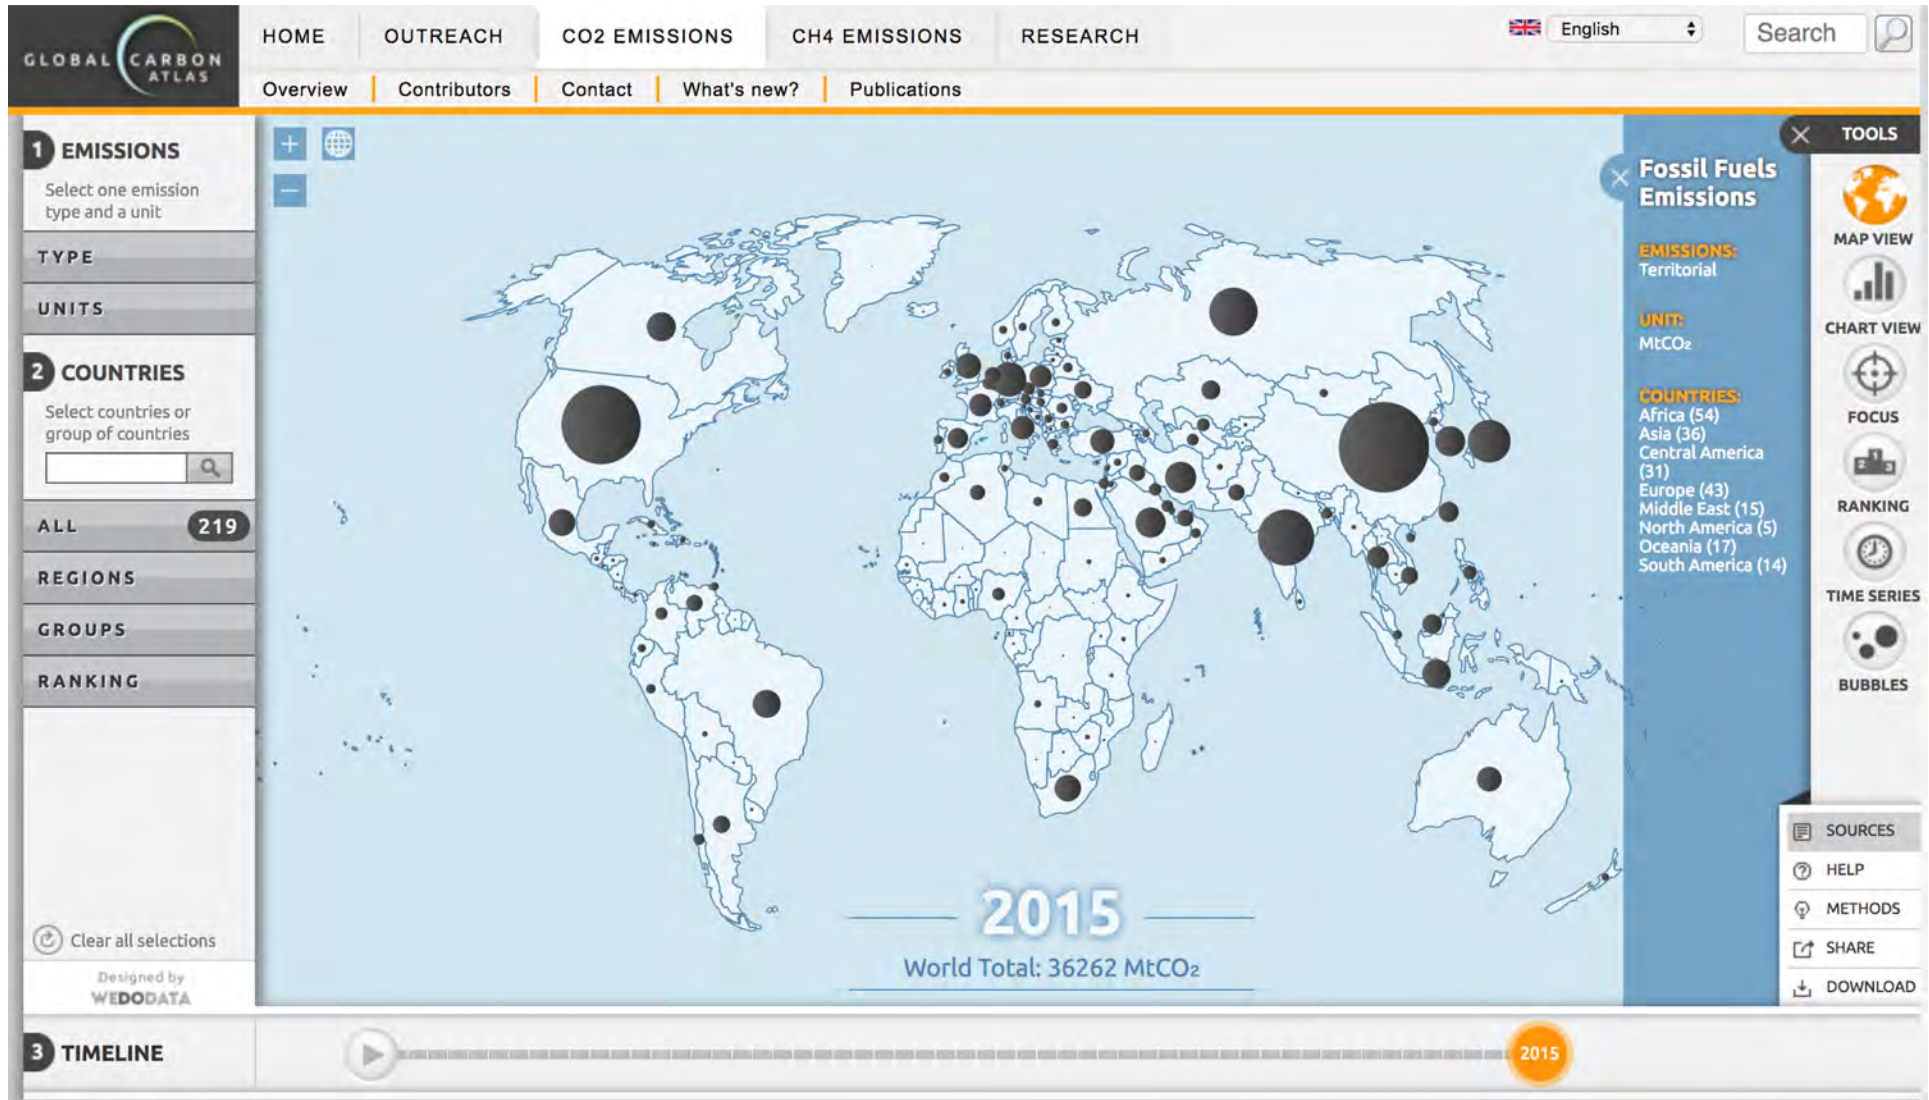 GLOBAL CARBON
ATLAS
HOME OUTREACH CO2 EMISSIONS CH4 EMISSIONS RESEARCH
English
Search
Overview Contributors Contact What's new? Publications
1 EMISSIONS
Select one emission
type and a unit
TYPE
UNITS
2 COUNTRIES
Select countries or
group of countries
ALL 219
REGIONS
GROUPS
RANKING
Clear all selections
Designed by
WEDODATA
3 TIMELINE
2015
World Total: 36262 MtCO₂
2015
Fossil Fuels
Emissions
EMISSIONS:
Territorial
UNIT:
MtCO₂
COUNTRIES:
Africa (54)
Asia (36)
Central America
(31)
Europe (43)
Middle East (15)
North America (5)
Oceania (17)
South America (14)
TOOLS
MAP VIEW
CHART VIEW
FOCUS
2 1 3
RANKING
TIME SERIES
BUBBLES
SOURCES
HELP
METHODS
SHARE
DOWNLOAD